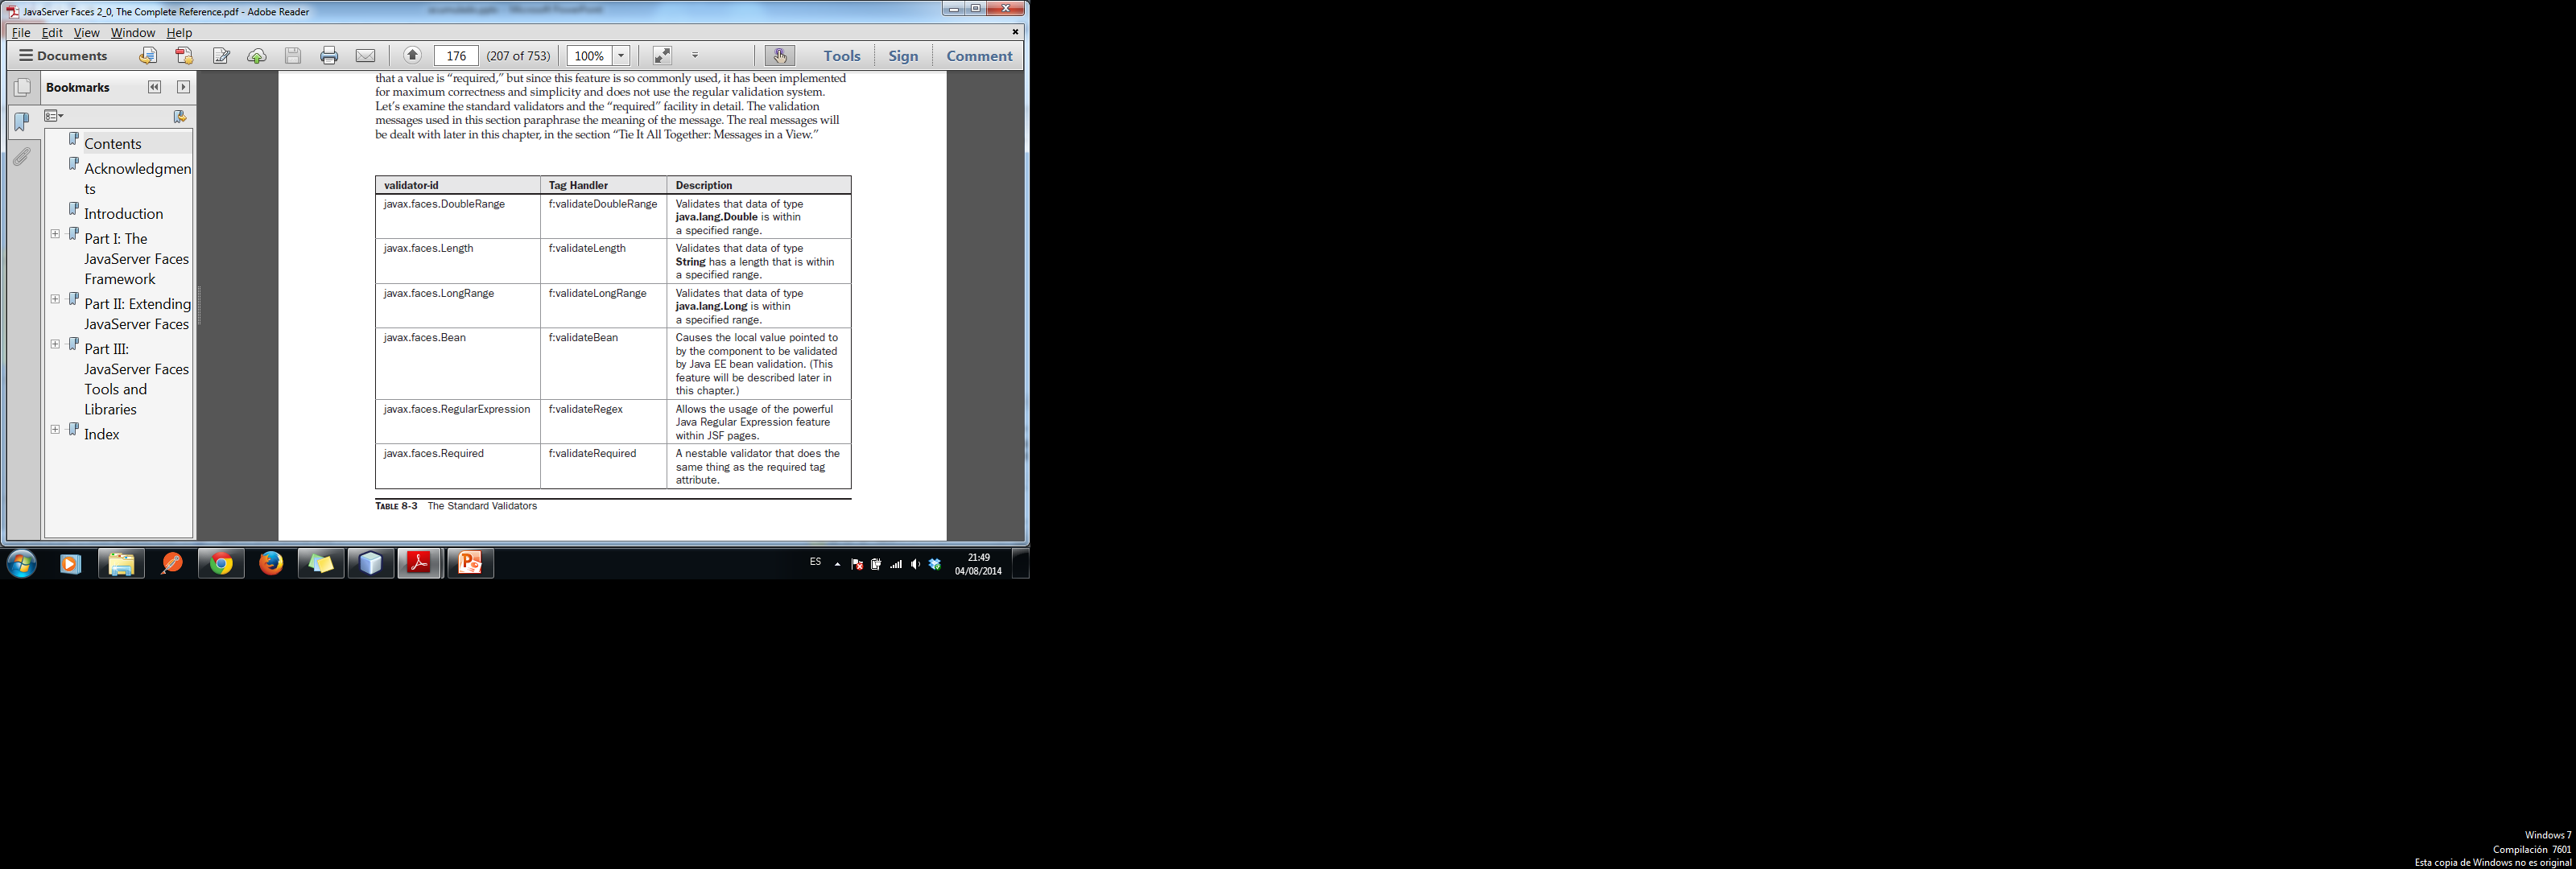 JavaServer Faces 2_0, The Complete Reference.pdf - Adobe Reader
File Edit View Window Help
Documents
176 (207 of 753) 100%
Tools Sign Comment
Bookmarks
Contents
Acknowledgmen
ts
Introduction
Part I: The
JavaServer Faces
Framework
Part II: Extending
JavaServer Faces
Part III:
JavaServer Faces
Tools and
Libraries
Index
that a value is “required,” but since this feature is so commonly used, it has been implemented
for maximum correctness and simplicity and does not use the regular validation system.
Let’s examine the standard validators and the “required” facility in detail. The validation
messages used in this section paraphrase the meaning of the message. The real messages will
be dealt with later in this chapter, in the section “Tie It All Together: Messages in a View.”
validator-id Tag Handler Description
javax.faces.DoubleRange f:validateDoubleRange Validates that data of type
java.lang.Double is within
a specified range.
javax.faces.Length f:validateLength Validates that data of type
String has a length that is within
a specified range.
javax.faces.LongRange f:validateLongRange Validates that data of type
java.lang.Long is within
a specified range.
javax.faces.Bean f:validateBean Causes the local value pointed to
by the component to be validated
by Java EE bean validation. (This
feature will be described later in
this chapter.)
javax.faces.RegularExpression f:validateRegex Allows the usage of the powerful
Java Regular Expression feature
within JSF pages.
javax.faces.Required f:validateRequired A nestable validator that does the
same thing as the required tag
attribute.
TABLE 8-3 The Standard Validators
ES
21:49
04/08/2014
Windows 7
Compilación 7601
Esta copia de Windows no es original